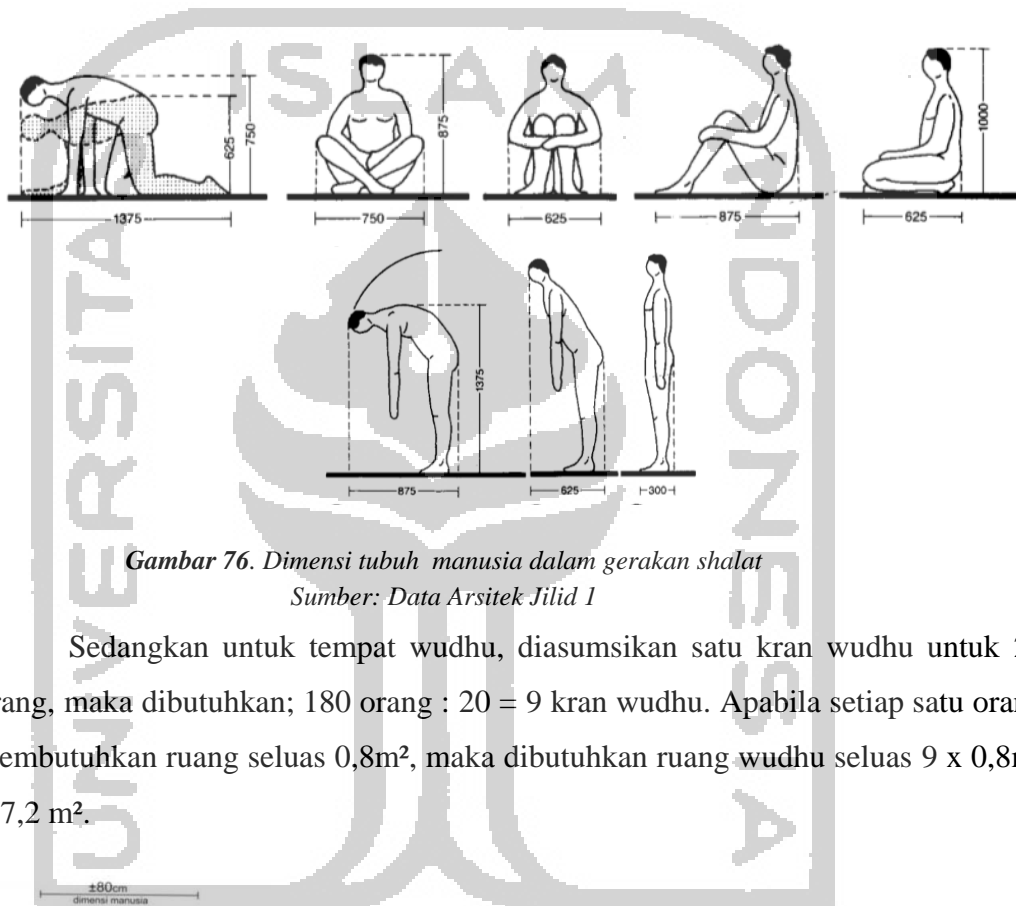 ISLAM
UNIVERSITA
NDONESIA
625
750
1375
875
750
625
875
1000
625
1375
875
625
300
Gambar 76. Dimensi tubuh manusia dalam gerakan shalat
Sumber: Data Arsitek Jilid 1
Sedangkan untuk tempat wudhu, diasumsikan satu kran wudhu untuk
rang, maka dibutuhkan; 180 orang : 20 = 9 kran wudhu. Apabila setiap satu oran
embutuhkan ruang seluas 0,8m², maka dibutuhkan ruang wudhu seluas 9 x 0,8m
7,2 m².
±80cm
dimensi manusia